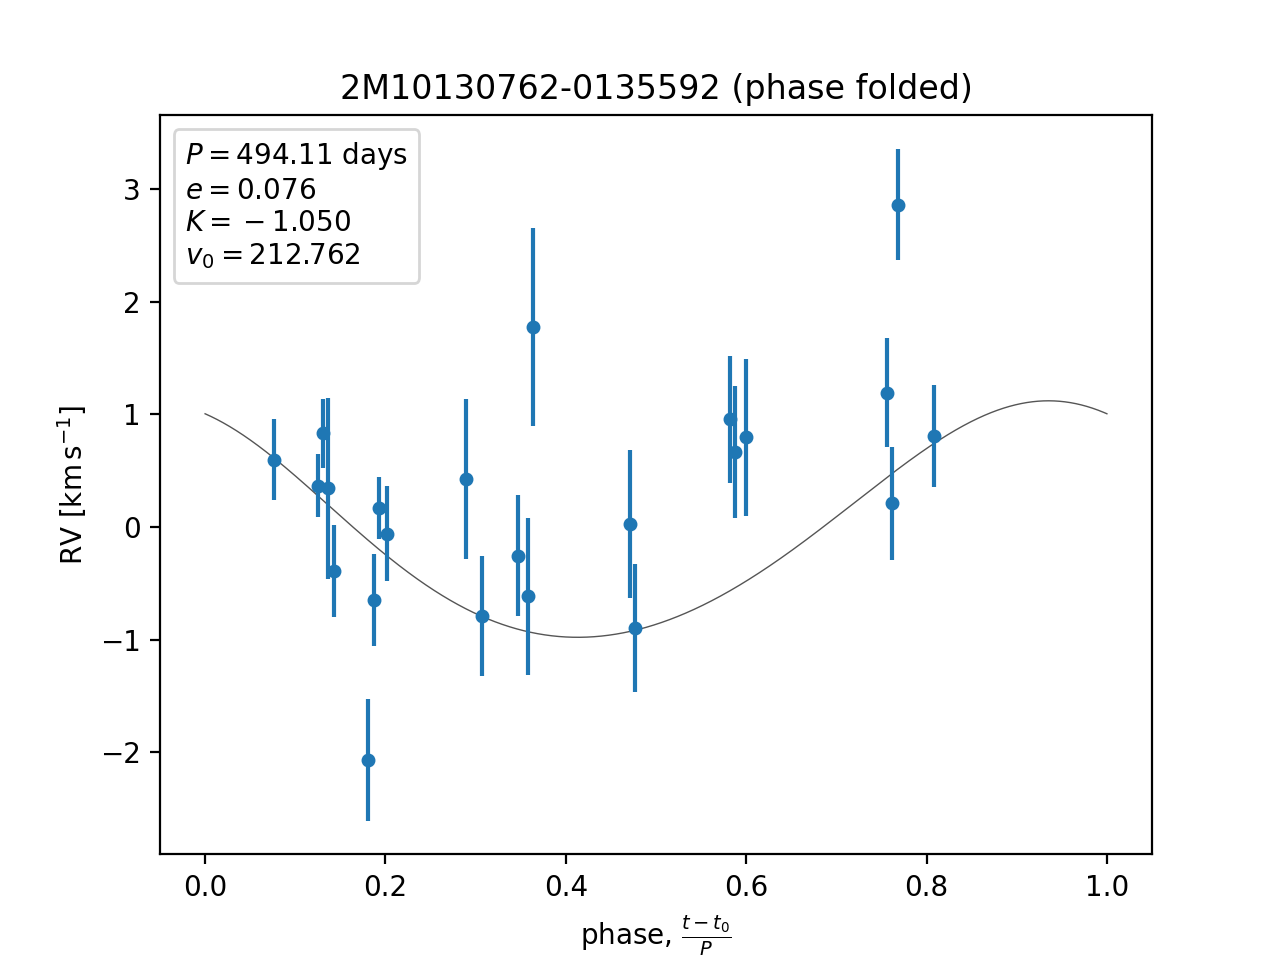 2M10130762-0135592 (phase folded)
P = 494.11 days
e = 0.076
K = −1.050
v₀ = 212.762
3
2
1
0
−1
−2
RV [km s⁻¹]
0.0 0.2 0.4 0.6 0.8 1.0
phase, (t − t₀)/P